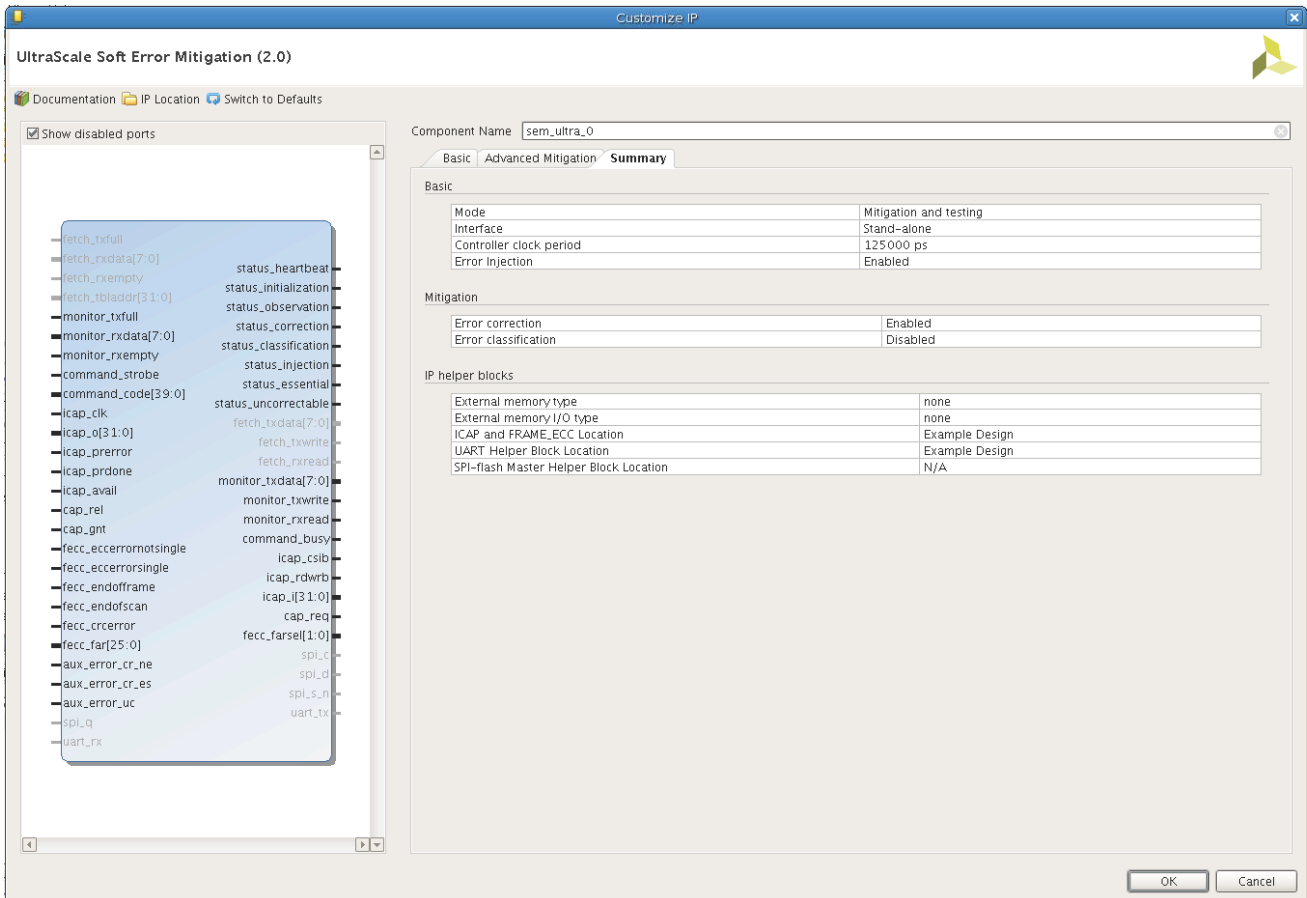 Customize IP
UltraScale Soft Error Mitigation (2.0)
Documentation IP Location Switch to Defaults
Show disabled ports
fetch_txfull
fetch_rxdata[7:0]
fetch_rxempty
fetch_tbladdr[31:0]
monitor_txfull
monitor_rxdata[7:0]
monitor_rxempty
command_strobe
command_code[39:0]
icap_clk
icap_o[31:0]
icap_prerror
icap_prdone
icap_avail
cap_rel
cap_gnt
fecc_eccerrornotsingle
fecc_eccerrorsingle
fecc_endofframe
fecc_endofscan
fecc_crcerror
fecc_far[25:0]
aux_error_cr_ne
aux_error_cr_es
aux_error_uc
spi_q
uart_rx
status_heartbeat
status_initialization
status_observation
status_correction
status_classification
status_injection
status_essential
status_uncorrectable
fetch_txdata[7:0]
fetch_txwrite
fetch_rxread
monitor_txdata[7:0]
monitor_txwrite
monitor_rxread
command_busy
icap_csib
icap_rdwrb
icap_i[31:0]
cap_req
fecc_farsel[1:0]
spi_c
spi_d
spi_s_n
uart_tx
Component Name sem_ultra_0
Basic Advanced Mitigation Summary
Basic
Mode Mitigation and testing
Interface Stand-alone
Controller clock period 125000 ps
Error Injection Enabled
Mitigation
Error correction Enabled
Error classification Disabled
IP helper blocks
External memory type none
External memory I/O type none
ICAP and FRAME_ECC Location Example Design
UART Helper Block Location Example Design
SPI-flash Master Helper Block Location N/A
OK Cancel